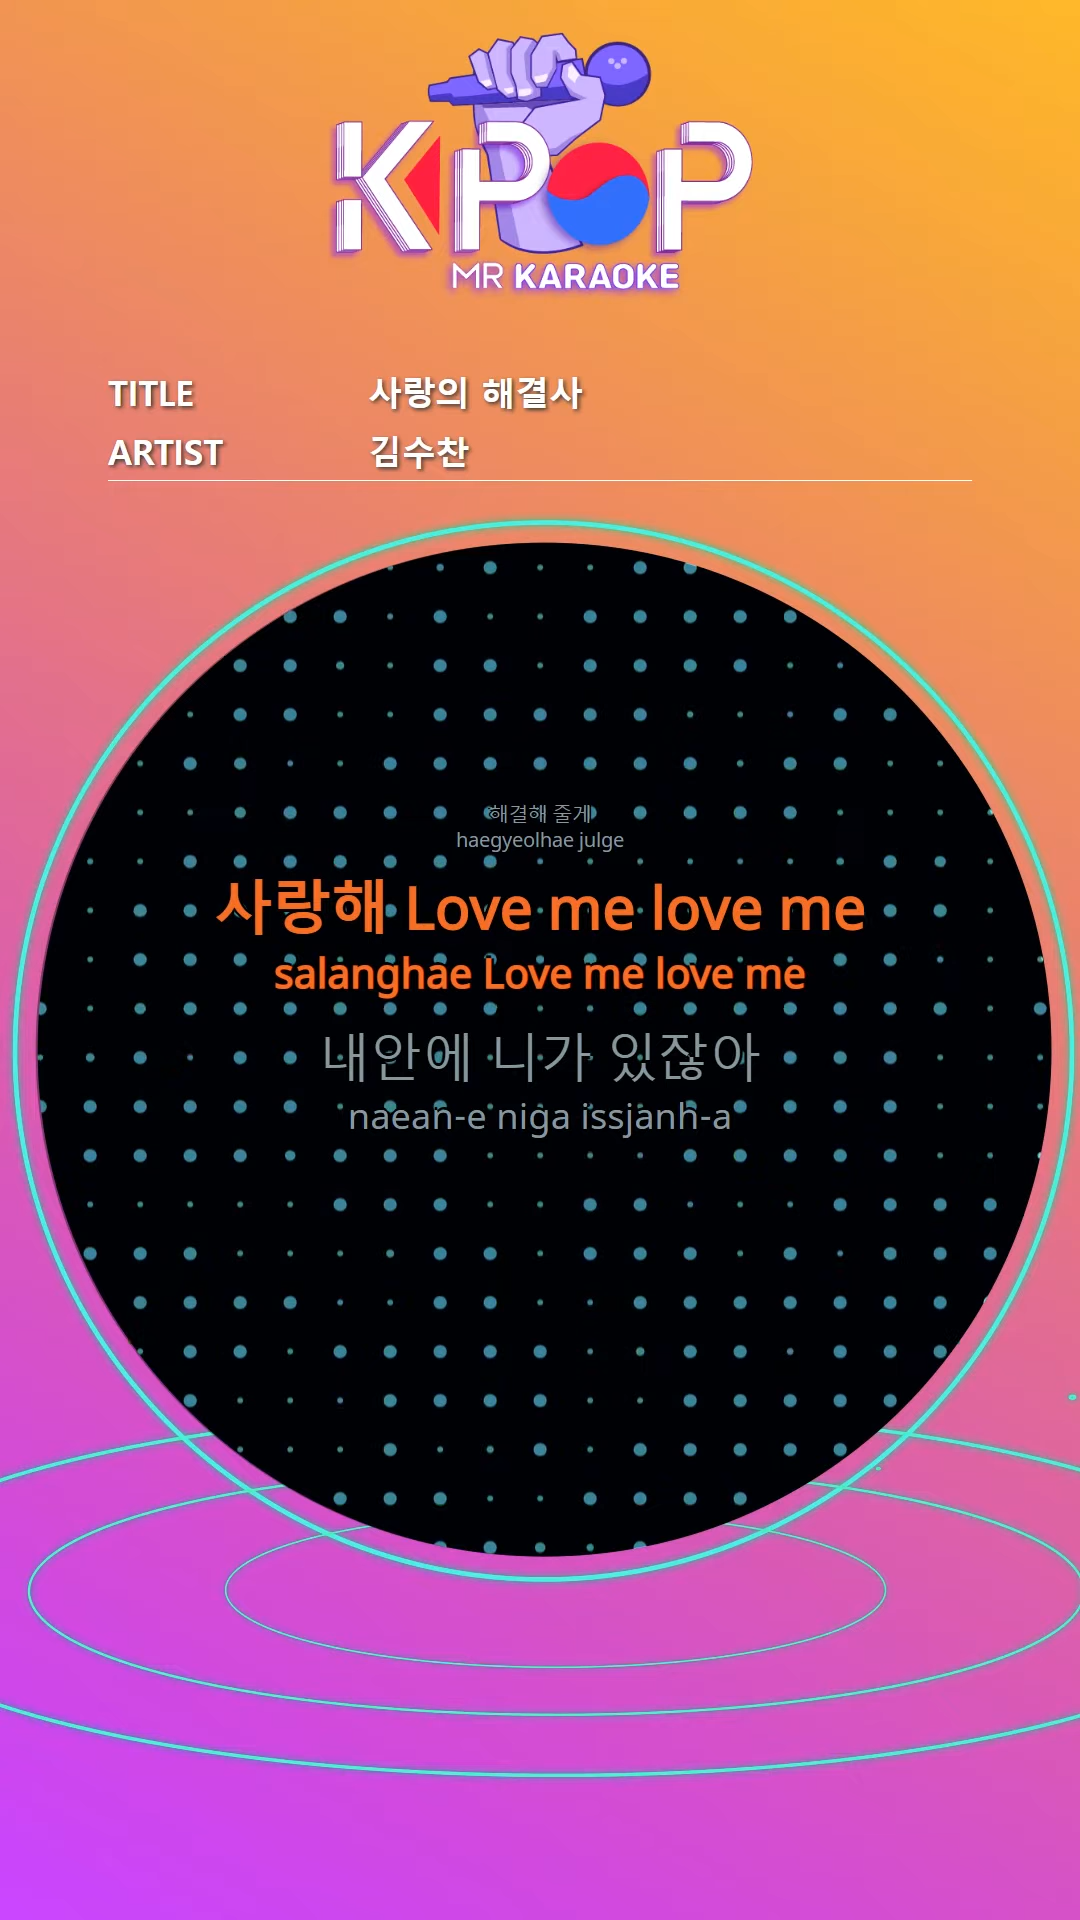 KPOP
MR KARAOKE
TITLE 사랑의 해결사
ARTIST 김수찬
해결해 줄게
haegyeolhae julge
사랑해 Love me love me
salanghae Love me love me
내안에 니가 있잖아
naean-e niga issjanh-a